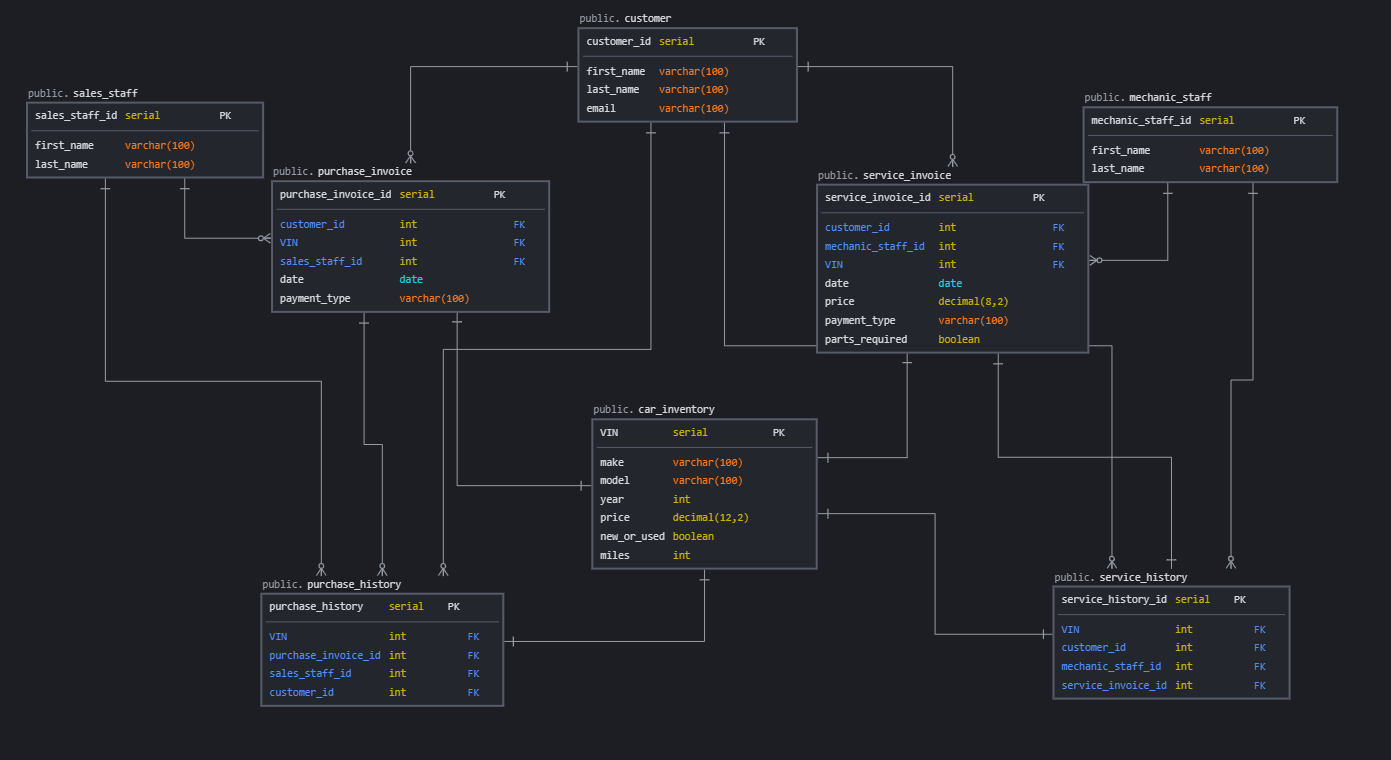 public. customer
customer_id serial PK
first_name varchar(100)
last_name varchar(100)
email varchar(100)
public. sales_staff
sales_staff_id serial PK
first_name varchar(100)
last_name varchar(100)
public. mechanic_staff
mechanic_staff_id serial PK
first_name varchar(100)
last_name varchar(100)
public. purchase_invoice
purchase_invoice_id serial PK
customer_id int FK
VIN int FK
sales_staff_id int FK
date date
payment_type varchar(100)
public. service_invoice
service_invoice_id serial PK
customer_id int FK
mechanic_staff_id int FK
VIN int FK
date date
price decimal(8,2)
payment_type varchar(100)
parts_required boolean
public. car_inventory
VIN serial PK
make varchar(100)
model varchar(100)
year int
price decimal(12,2)
new_or_used boolean
miles int
public. purchase_history
purchase_history serial PK
VIN int FK
purchase_invoice_id int FK
sales_staff_id int FK
customer_id int FK
public. service_history
service_history_id serial PK
VIN int FK
customer_id int FK
mechanic_staff_id int FK
service_invoice_id int FK